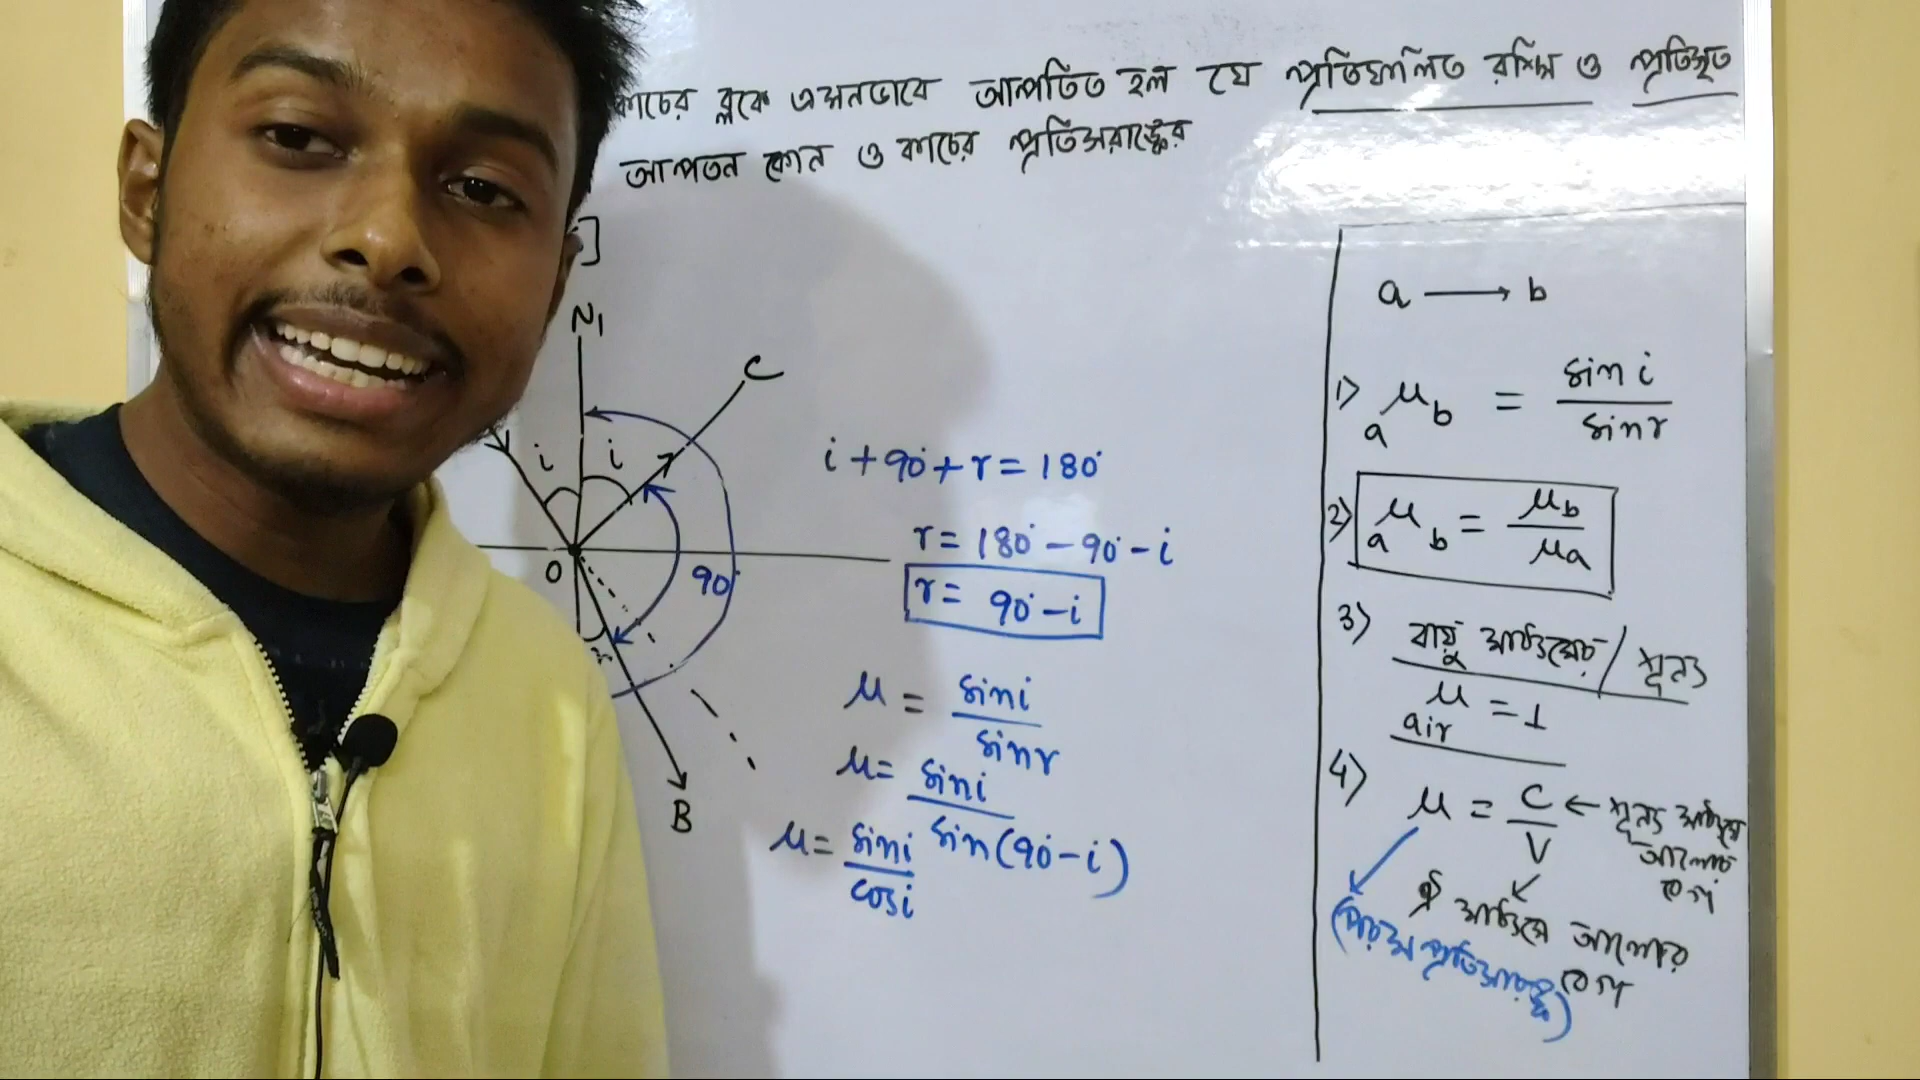 কাচের ব্লকে এমনভাবে আপতিত হল যে প্রতিফলিত রশ্মি ও প্রতিসৃত
আপতন কোন ও কাচের প্রতিসরাঙ্কের
]
N1
C
i i
O
90°
r
B
i + 90° + r = 180°
r = 180° - 90° - i
r = 90° - i
μ = sin i / sin r
μ = sin i / sin (90° - i)
μ = sin i / cos i
a → b
1) aμb = sin i / sin r
2) aμb = μb / μa
3) বায়ু মাধ্যমে / শূন্য
μair = 1
4) μ = C / V ← শূন্য মাধ্যমে
আলোর
বেগ
ঐ মাধ্যমে আলোর
বেগ
(পরম প্রতিসরাঙ্ক)